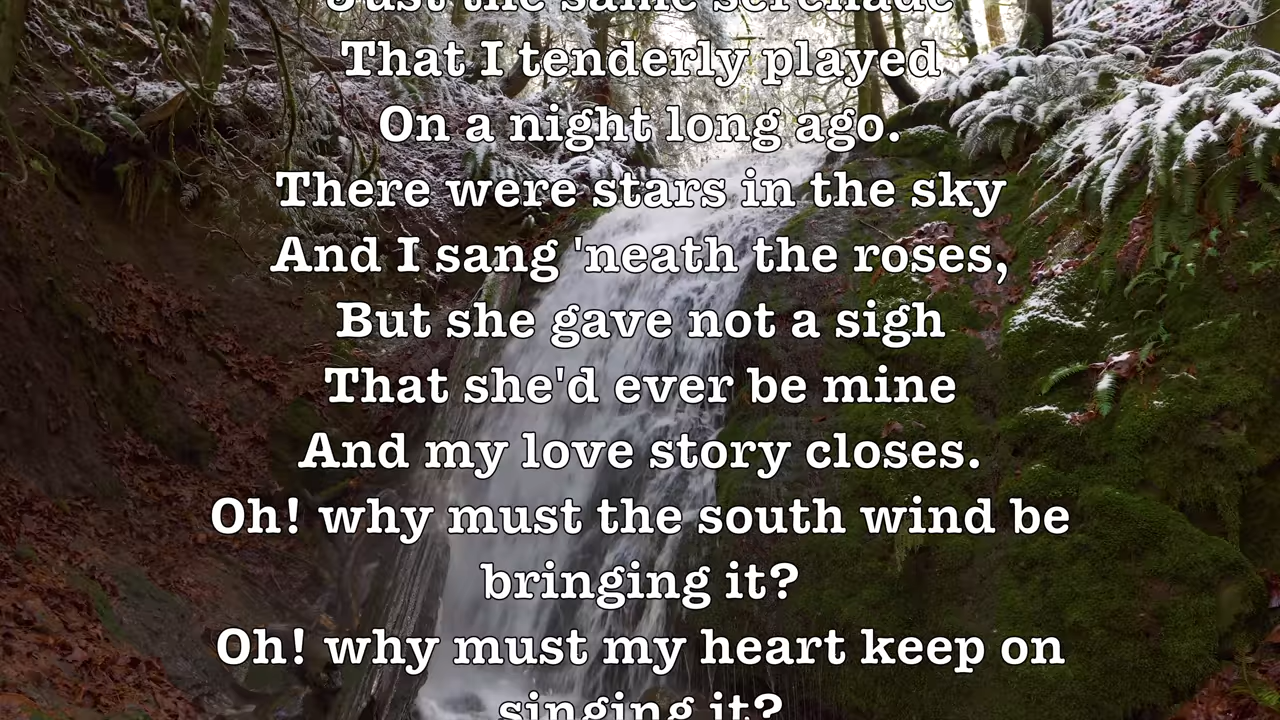 Just the same serenade
That I tenderly played
On a night long ago.
There were stars in the sky
And I sang 'neath the roses,
But she gave not a sigh
That she'd ever be mine
And my love story closes.
Oh! why must the south wind be
bringing it?
Oh! why must my heart keep on
singing it?